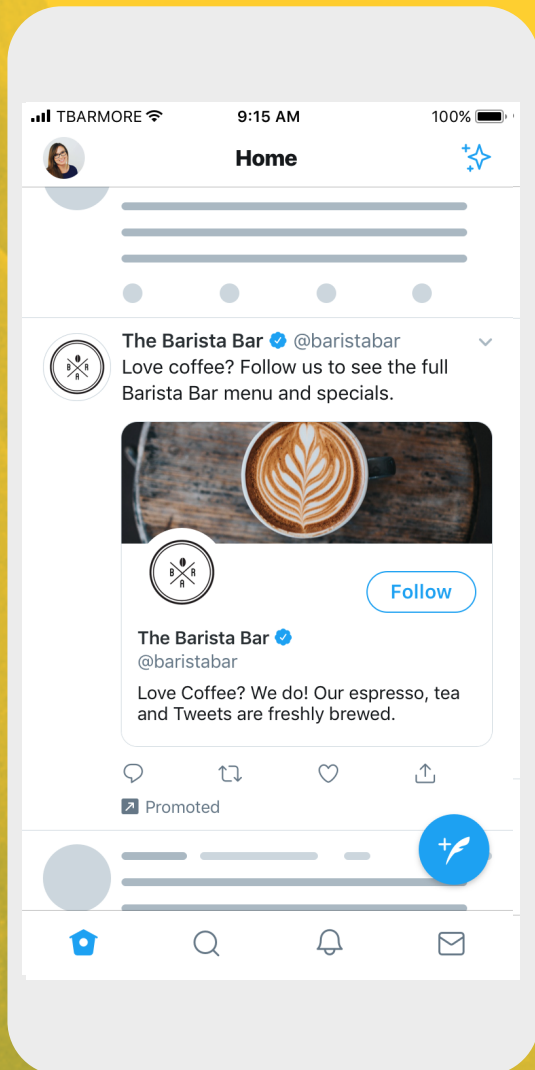 TBARMORE 9:15 AM 100%
Home
The Barista Bar @baristabar
Love coffee? Follow us to see the full
Barista Bar menu and specials.
B A R A
B A R A
Follow
The Barista Bar
@baristabar
Love Coffee? We do! Our espresso, tea
and Tweets are freshly brewed.
Promoted